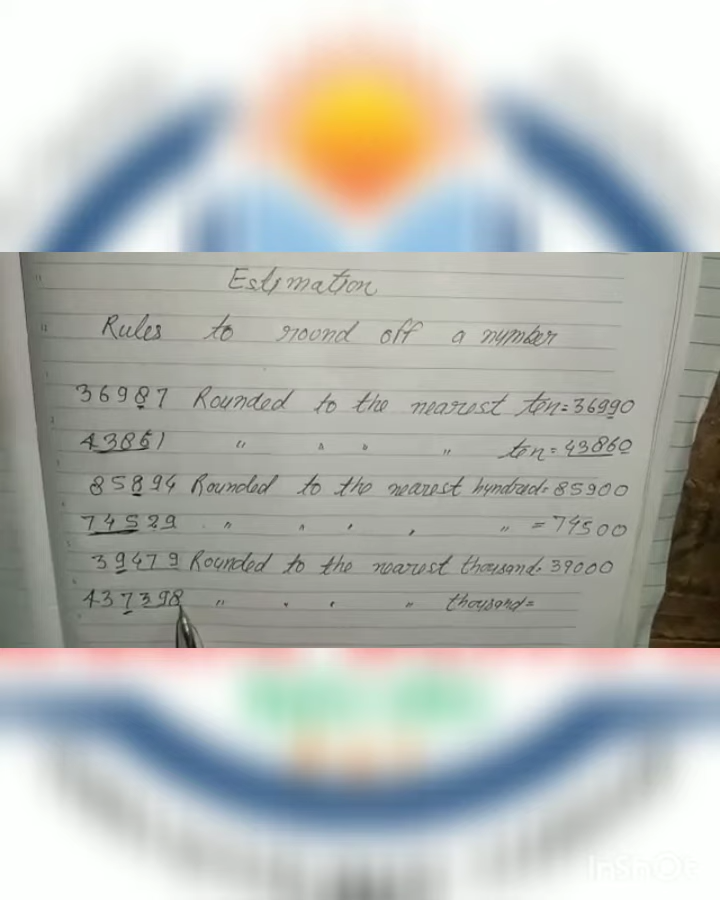 Estimation
Rules to round off a number
36987 Rounded to the nearest ten=36990
43861 " " " " ten=43860
85894 Rounded to the nearest hundred=85900
74529 " " " " " =74500
39479 Rounded to the nearest thousand=39000
437398 " " " " thousand=
InShOt